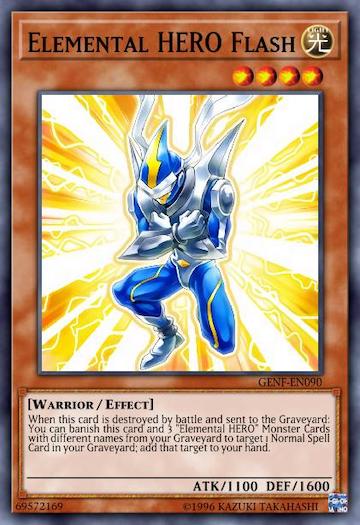 ELEMENTAL HERO FLASH
LIGHT
光
GENF-EN090
[WARRIOR / EFFECT]
When this card is destroyed by battle and sent to the Graveyard:
You can banish this card and 3 "Elemental HERO" Monster Cards
with different names from your Graveyard to target 1 Normal Spell
Card in your Graveyard; add that target to your hand.
ATK/1100 DEF/1600
69572169
©1996 KAZUKI TAKAHASHI